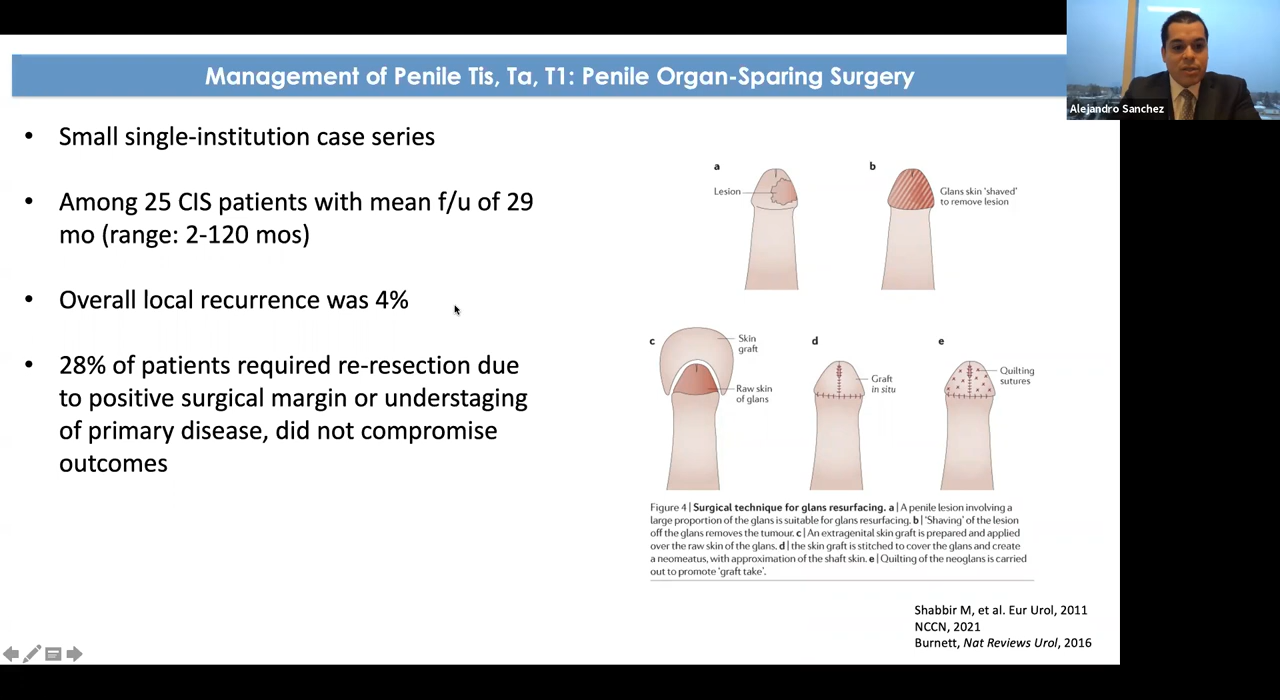 Management of Penile Tis, Ta, T1: Penile Organ-Sparing Surgery
Alejandro Sanchez
• Small single-institution case series
• Among 25 CIS patients with mean f/u of 29
mo (range: 2-120 mos)
• Overall local recurrence was 4%
• 28% of patients required re-resection due
to positive surgical margin or understaging
of primary disease, did not compromise
outcomes
a
Lesion
b
Glans skin 'shaved'
to remove lesion
c
Skin
graft
Raw skin
of glans
d
Graft
in situ
e
Quilting
sutures
Figure 4 | Surgical technique for glans resurfacing. a | A penile lesion involving a
large proportion of the glans is suitable for glans resurfacing. b | 'Shaving' of the lesion
off the glans removes the tumour. c | An extragenital skin graft is prepared and applied
over the raw skin of the glans. d | the skin graft is stitched to cover the glans and create
a neomeatus, with approximation of the shaft skin. e | Quilting of the neoglans is carried
out to promote 'graft take'.
Shabbir M, et al. Eur Urol, 2011
NCCN, 2021
Burnett, Nat Reviews Urol, 2016